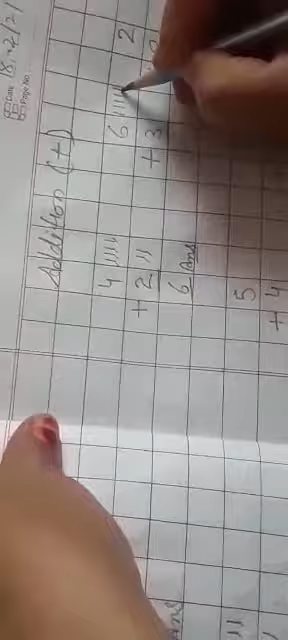 Date
Page No.
Addition (+)
4 |||| 6 |||| 2
+ 2 || + 3
6 Ans
5
+ 4